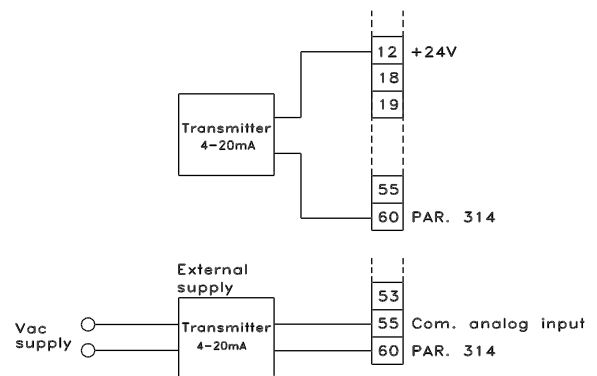 12 +24V
18
19
Transmitter
4-20mA
55
60 PAR. 314
External
supply
53
Vac
supply
Transmitter
4-20mA
55 Com. analog input
60 PAR. 314